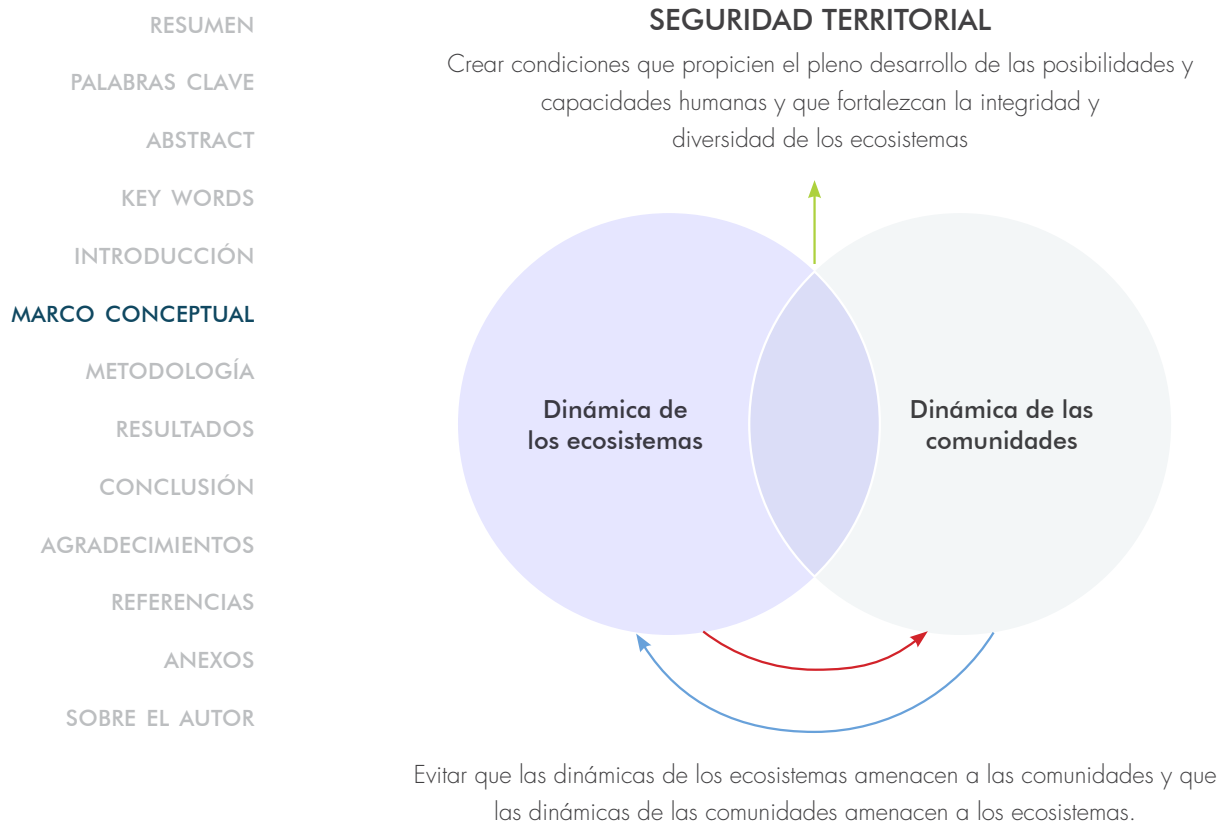 RESUMEN
PALABRAS CLAVE
ABSTRACT
KEY WORDS
INTRODUCCIÓN
MARCO CONCEPTUAL
METODOLOGÍA
RESULTADOS
CONCLUSIÓN
AGRADECIMIENTOS
REFERENCIAS
ANEXOS
SOBRE EL AUTOR
SEGURIDAD TERRITORIAL
Crear condiciones que propicien el pleno desarrollo de las posibilidades y
capacidades humanas y que fortalezcan la integridad y
diversidad de los ecosistemas
Dinámica de
los ecosistemas
Dinámica de las
comunidades
Evitar que las dinámicas de los ecosistemas amenacen a las comunidades y que
las dinámicas de las comunidades amenacen a los ecosistemas.